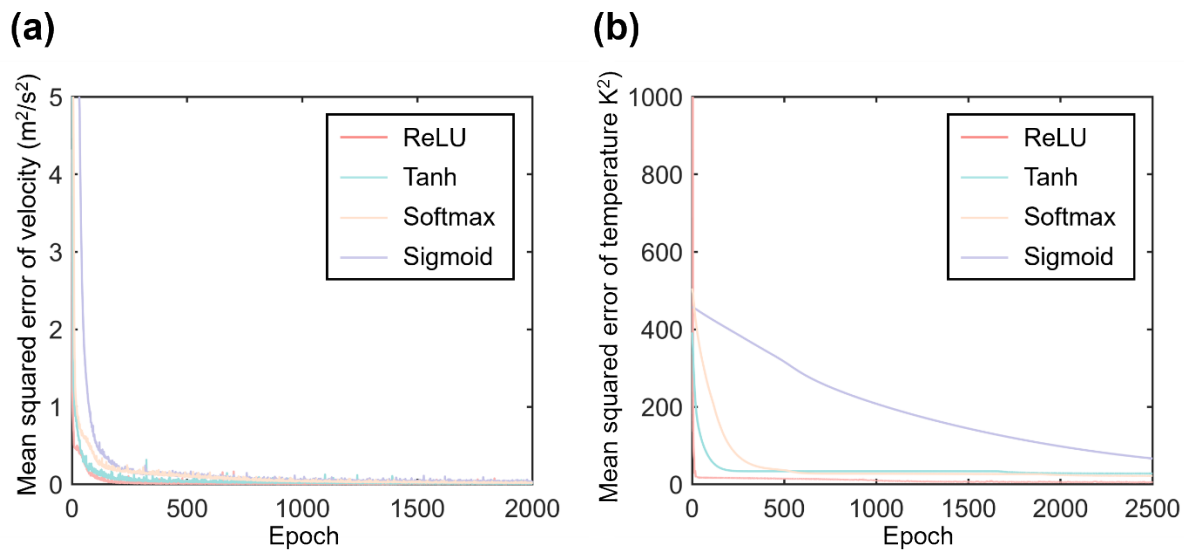 (a)
Mean squared error of velocity (m²/s²)
5
4
3
2
1
0
0
500
1000
1500
2000
Epoch
ReLU
Tanh
Softmax
Sigmoid
(b)
Mean squared error of temperature K²)
1000
800
600
400
200
0
0
500
1000
1500
2000
2500
Epoch
ReLU
Tanh
Softmax
Sigmoid